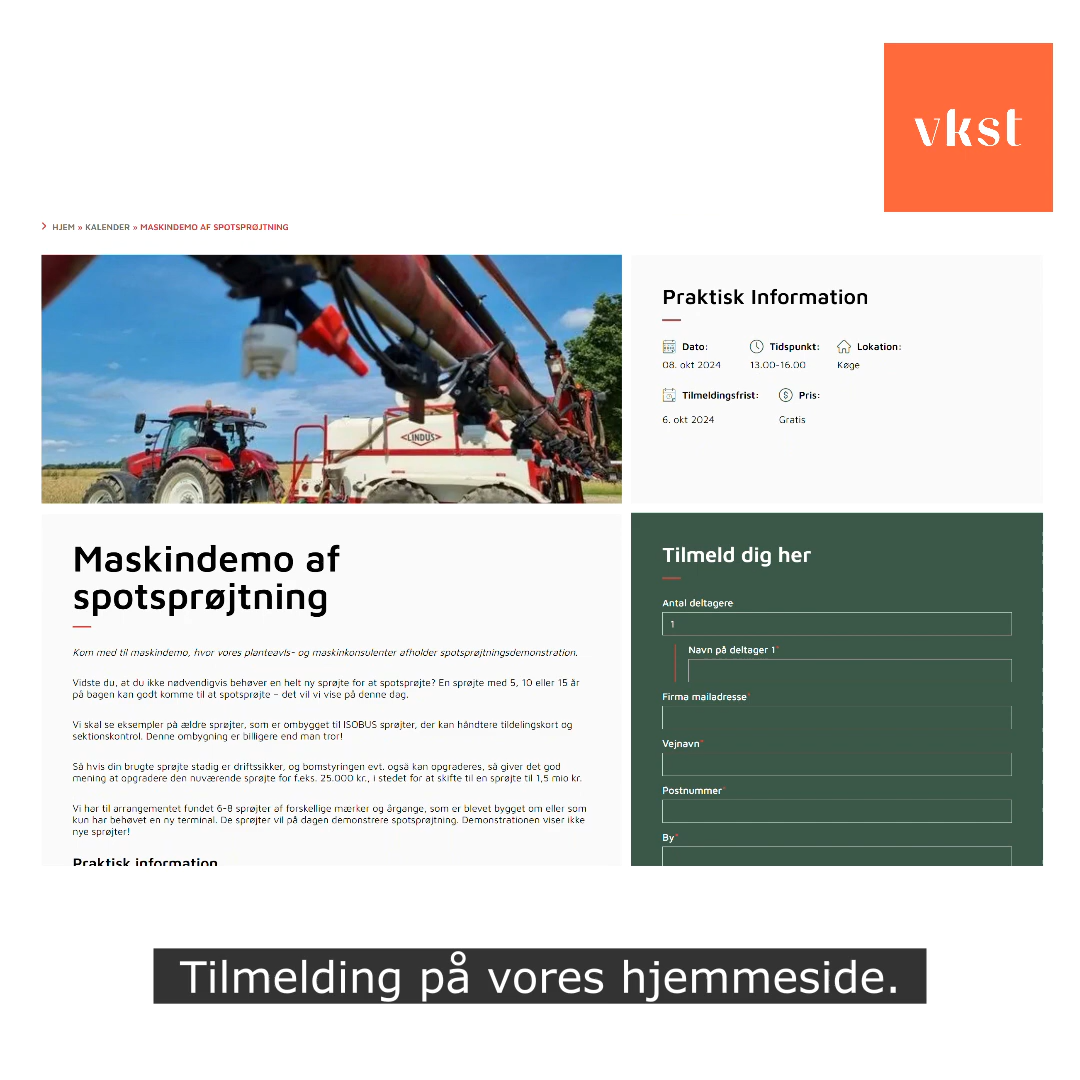 vkst
HJEM » KALENDER » MASKINDEMO AF SPOTSPRØJTNING
LINDUS
Praktisk Information
Dato:
08. okt 2024
Tidspunkt:
13.00-16.00
Lokation:
Køge
Tilmeldingsfrist:
6. okt 2024
Pris:
Gratis
Maskindemo af
spotsprøjtning
Kom med til maskindemo, hvor vores planteavls- og maskinkonsulenter afholder spotsprøjtningsdemonstration.
Vidste du, at du ikke nødvendigvis behøver en helt ny sprøjte for at spotsprøjte? En sprøjte med 5, 10 eller 15 år
på bagen kan godt komme til at spotsprøjte – det vil vi vise på denne dag.
Vi skal se eksempler på ældre sprøjter, som er ombygget til ISOBUS sprøjter, der kan håndtere tildelingskort og
sektionskontrol. Denne ombygning er billigere end man tror!
Så hvis din brugte sprøjte stadig er driftssikker, og bomstyringen evt. også kan opgraderes, så giver det god
mening at opgradere den nuværende sprøjte for f.eks. 25.000 kr., i stedet for at skifte til en sprøjte til 1,5 mio kr.
Vi har til arrangementet fundet 6-8 sprøjter af forskellige mærker og årgange, som er blevet bygget om eller som
kun har behøvet en ny terminal. De sprøjter vil på dagen demonstrere spotsprøjtning. Demonstrationen viser ikke
nye sprøjter!
Praktisk information
Tilmeld dig her
Antal deltagere
1
Navn på deltager 1*
Firma mailadresse*
Vejnavn*
Postnummer*
By*
Tilmelding på vores hjemmeside.